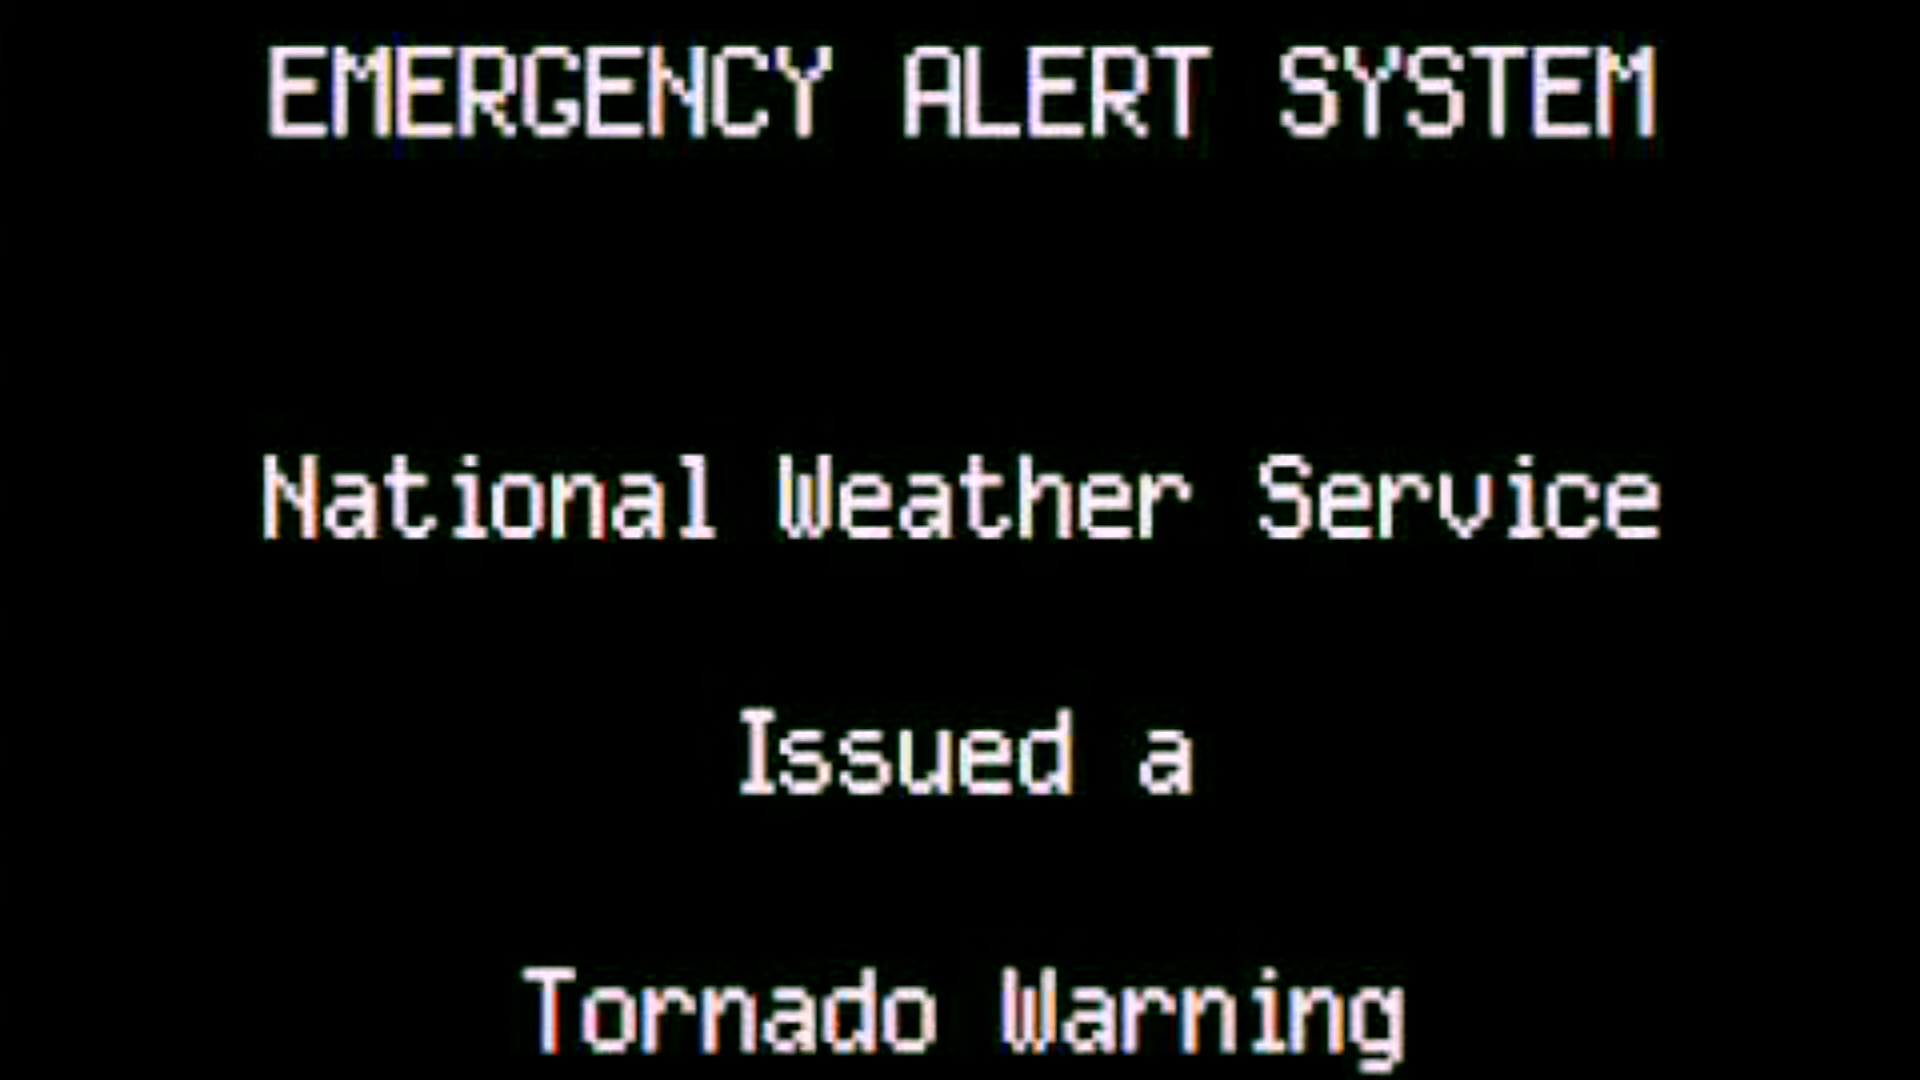 EMERGENCY ALERT SYSTEM
National Weather Service
Issued a
Tornado Warning